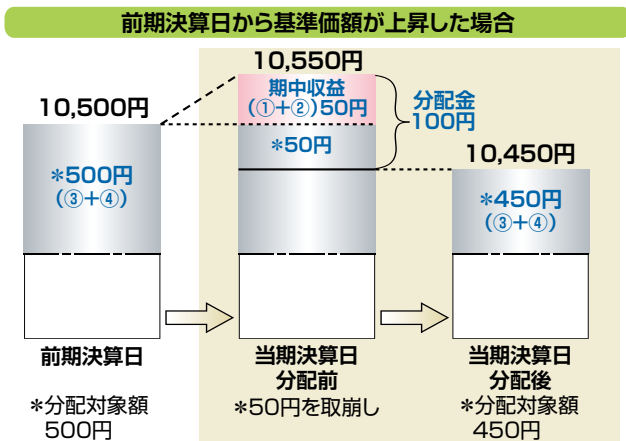 前期決算日から基準価額が上昇した場合
10,550円
期中収益
(①+②)50円
10,500円
分配金
100円
*50円
10,450円
*500円
(③+④)
*450円
(③+④)
前期決算日
当期決算日
分配前
当期決算日
分配後
*分配対象額
500円
*50円を取崩し
*分配対象額
450円